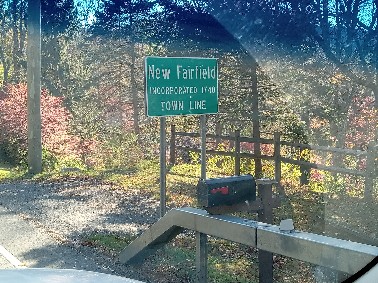 New Fairfield
INCORPORATED 1740
TOWN LINE